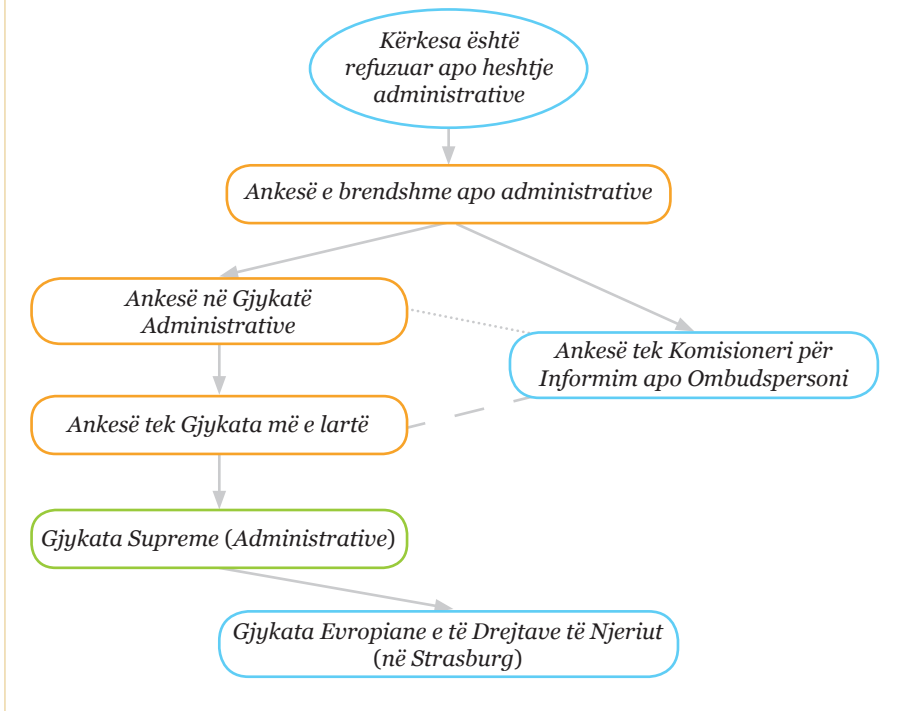 Kërkesa është
refuzuar apo heshtje
administrative
Ankesë e brendshme apo administrative
Ankesë në Gjykatë
Administrative
Ankesë tek Komisioneri për
Informim apo Ombudspersoni
Ankesë tek Gjykata më e lartë
Gjykata Supreme (Administrative)
Gjykata Evropiane e të Drejtave të Njeriut
(në Strasburg)